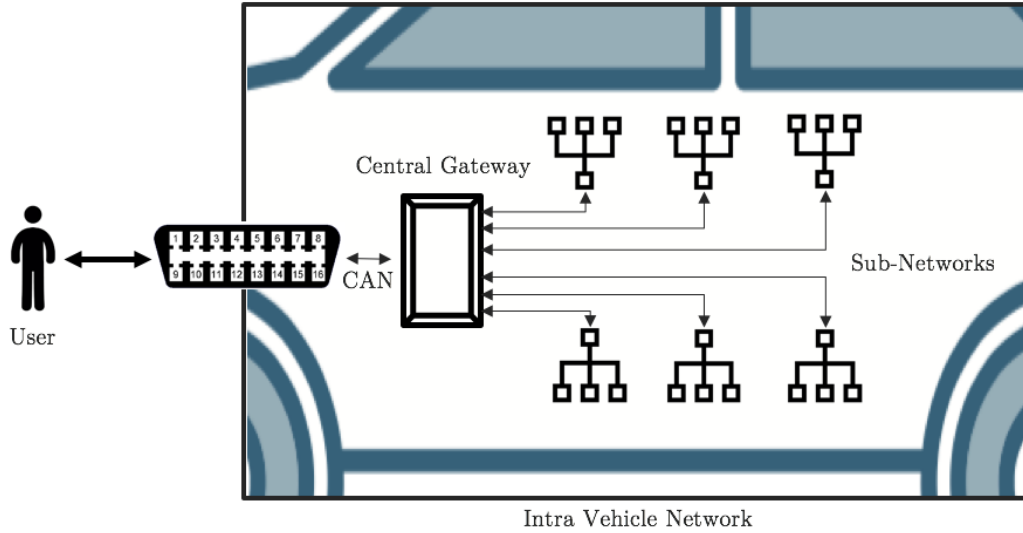 Central Gateway
1 2 3 4 5 6 7 8
9 10 11 12 13 14 15 16
CAN
Sub-Networks
User
Intra Vehicle Network